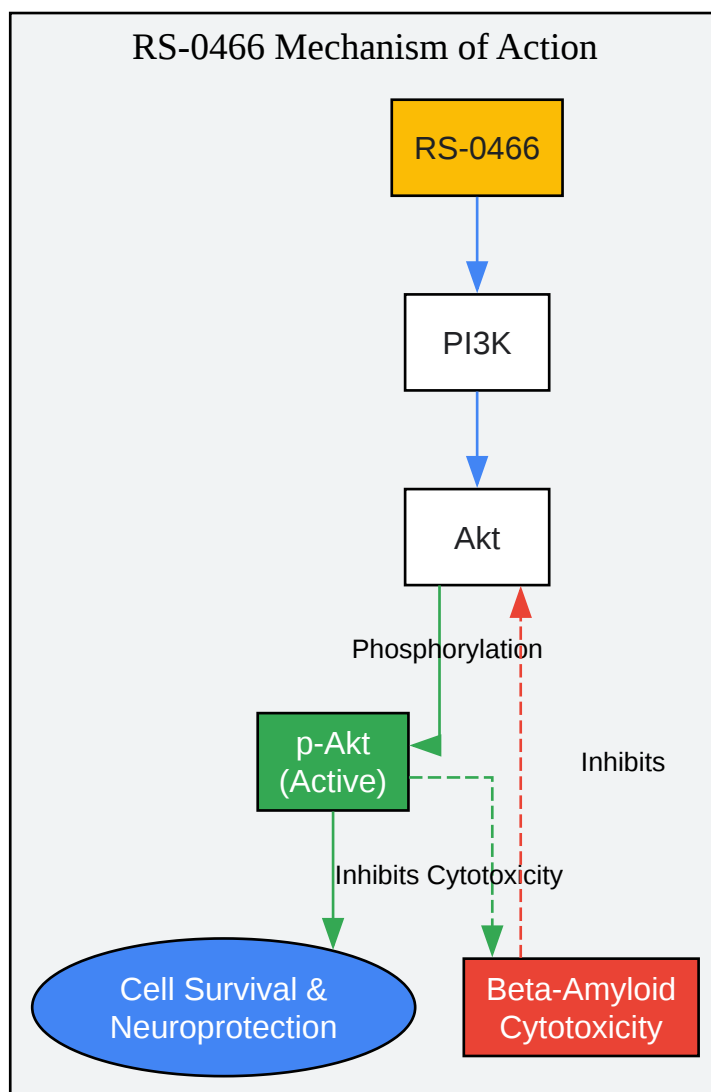 RS-0466 Mechanism of Action
RS-0466
PI3K
Akt
Phosphorylation
p-Akt
(Active)
Inhibits
Inhibits Cytotoxicity
Cell Survival &
Neuroprotection
Beta-Amyloid
Cytotoxicity